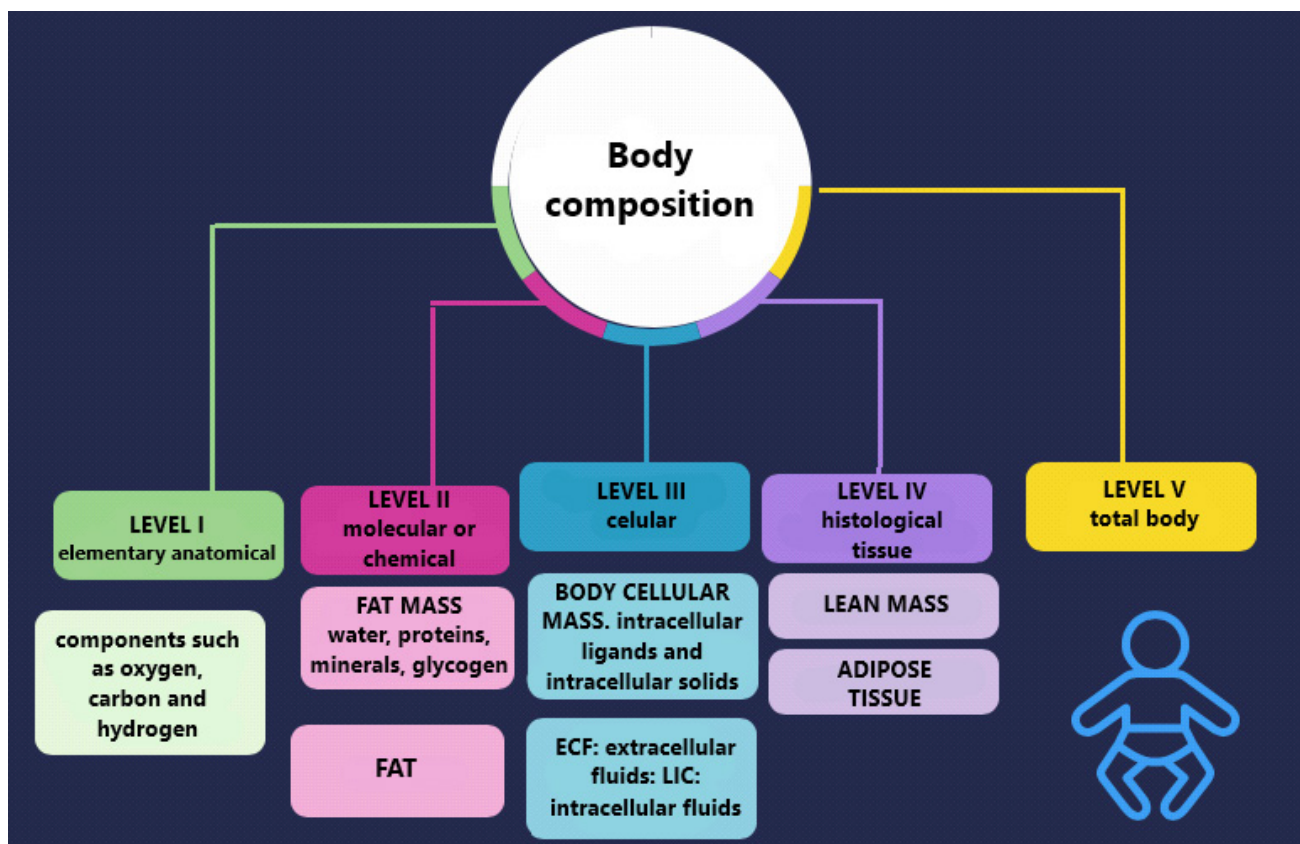 Body
composition
LEVEL I
elementary anatomical
components such
as oxygen,
carbon and
hydrogen
LEVEL II
molecular or
chemical
FAT MASS
water, proteins,
minerals, glycogen
FAT
LEVEL III
celular
BODY CELLULAR
MASS. intracellular
ligands and
intracellular solids
ECF: extracellular
fluids: LIC:
intracellular fluids
LEVEL IV
histological
tissue
LEAN MASS
ADIPOSE
TISSUE
LEVEL V
total body